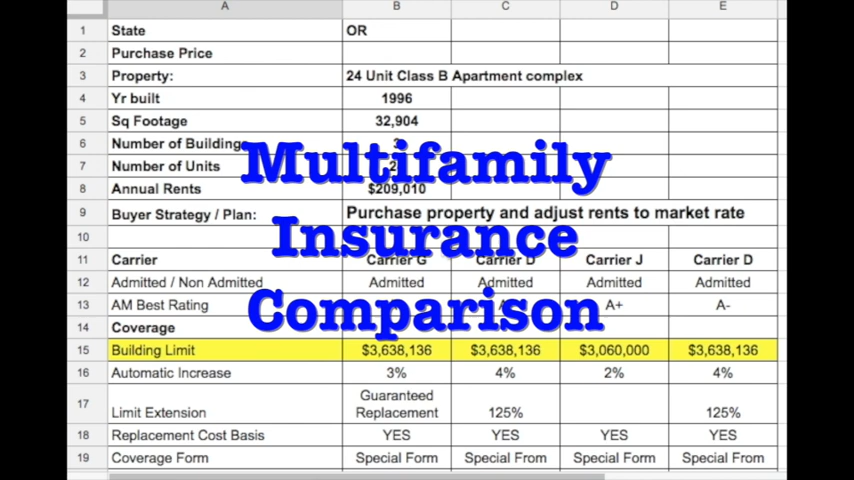 A B C D E
1 State OR
2 Purchase Price
3 Property: 24 Unit Class B Apartment complex
4 Yr built 1996
5 Sq Footage 32,904
6 Number of Buildings
7 Number of Units
8 Annual Rents $209,010
Multifamily
9 Buyer Strategy / Plan: Purchase property and adjust rents to market rate
10
Insurance
11 Carrier Carrier G Carrier D Carrier J Carrier D
12 Admitted / Non Admitted Admitted Admitted Admitted Admitted
13 AM Best Rating A+ A-
Comparison
14 Coverage
15 Building Limit $3,638,136 $3,638,136 $3,060,000 $3,638,136
16 Automatic Increase 3% 4% 2% 4%
17 Limit Extension Guaranteed Replacement 125% 125%
18 Replacement Cost Basis YES YES YES YES
19 Coverage Form Special Form Special From Special Form Special From